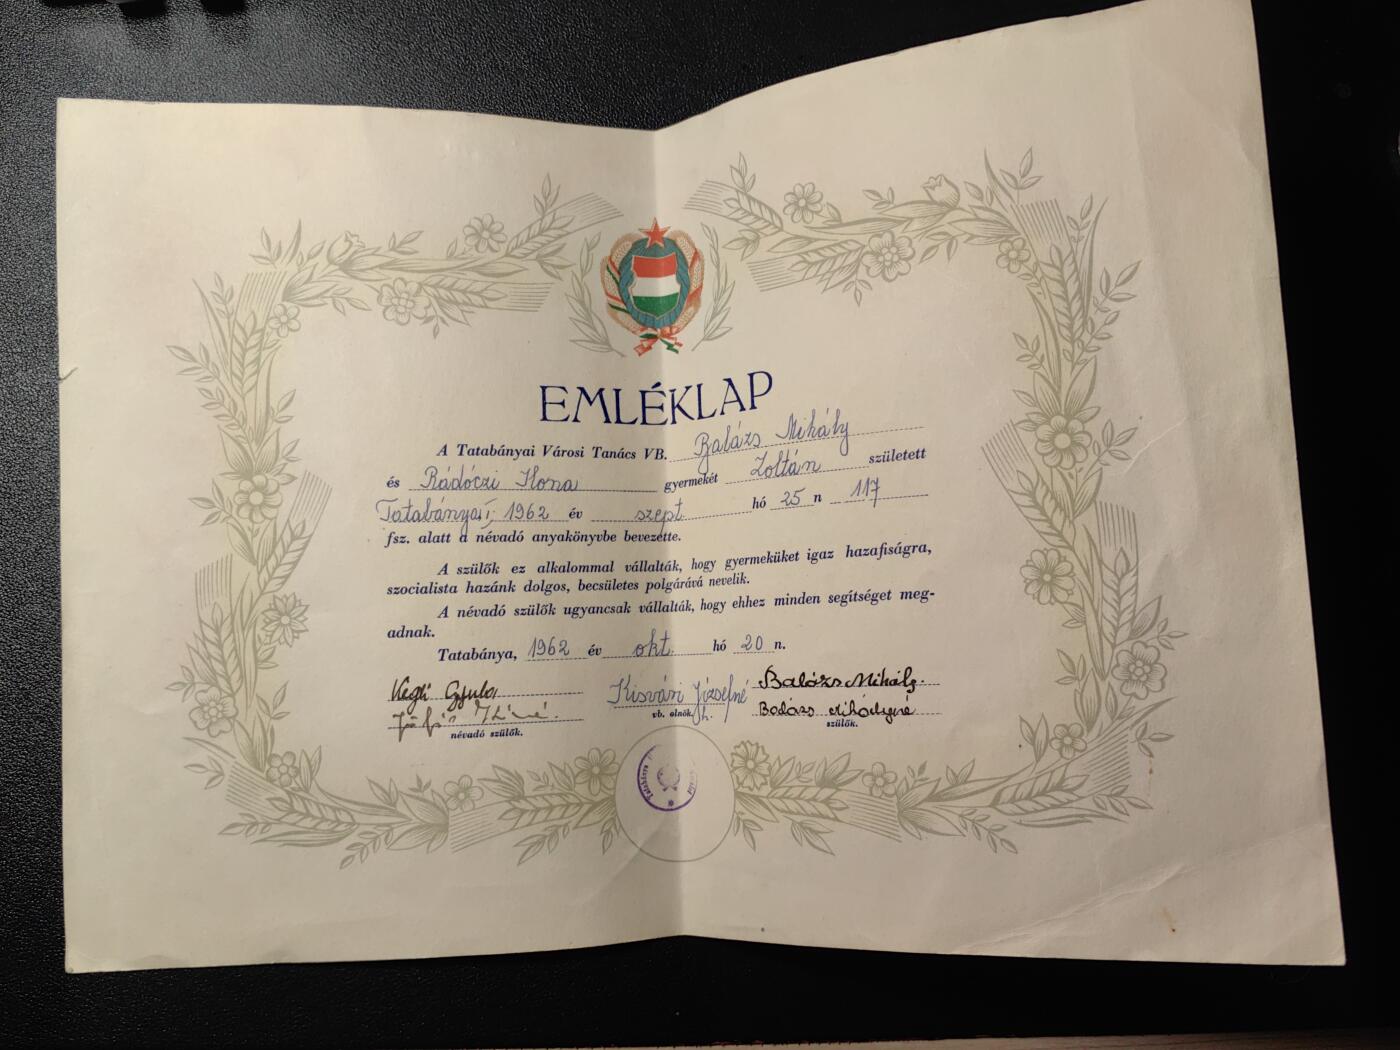 EMLÉKLAP
A Tatabányai Városi Tanács VB. Balázs Mihály
és Rádóczi Ilona gyermekét Zoltán született
Tatabánya I, 1962 év szept. hó 25 n 117
fsz. alatt a névadó anyakönyvbe bevezette.
A szülők ez alkalommal vállalták, hogy gyermeküket igaz hazafiságra,
szocialista hazánk dolgos, becsületes polgárává nevelik.
A névadó szülők ugyancsak vállalták, hogy ehhez minden segítséget meg-
adnak.
Tatabánya, 1962 év okt. hó 20 n.
Gyula Kisvári Józsefné Balázs Mihály
vb. elnök. h. Balázs Mihályné
névadó szülők. szülők.
Tatabánya